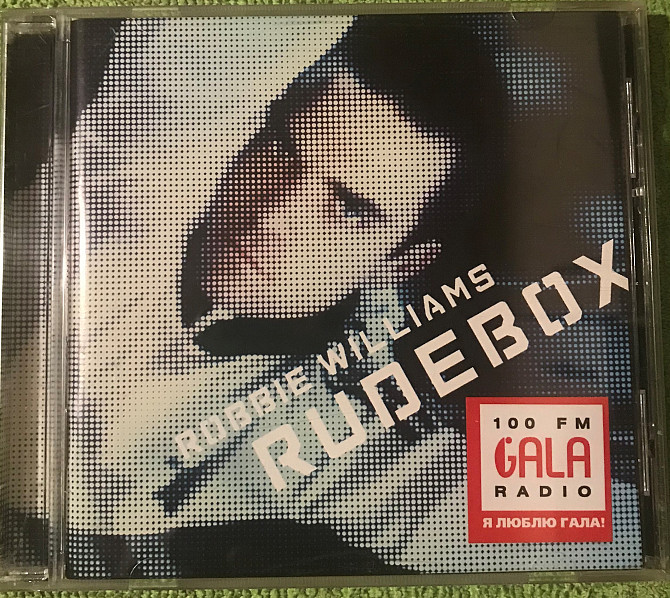 ROBBIE WILLIAMS
RUDEBOX
100 FM
GALA
RADIO
Я ЛЮБЛЮ ГАЛА!